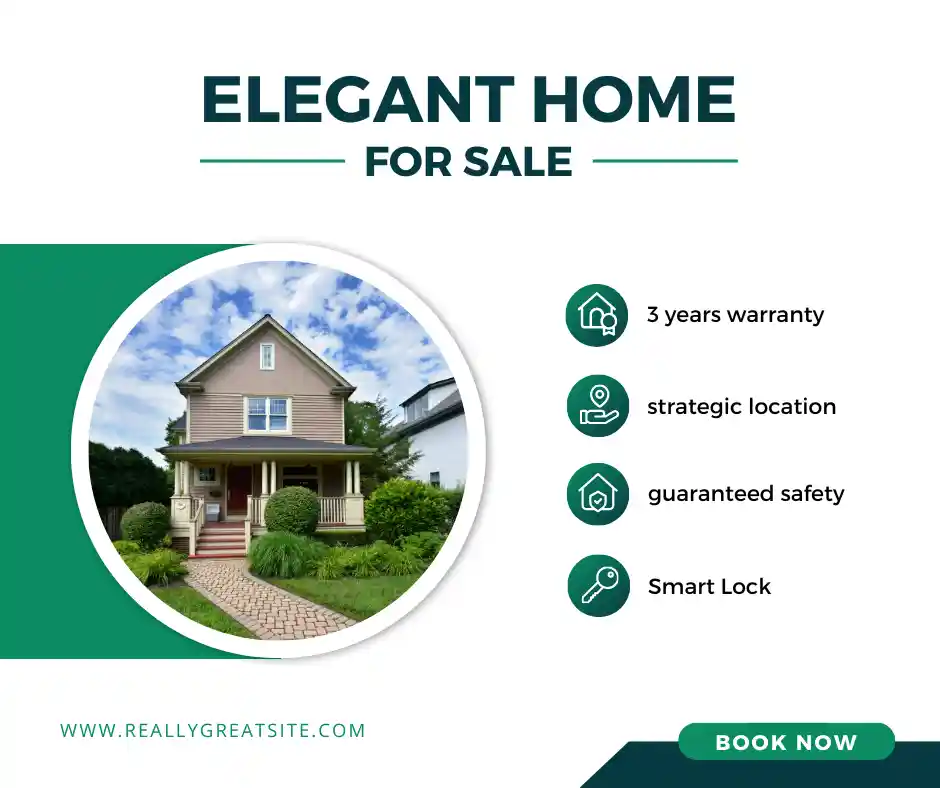 ELEGANT HOME
FOR SALE
3 years warranty
strategic location
guaranteed safety
Smart Lock
WWW.REALLYGREATSITE.COM
BOOK NOW